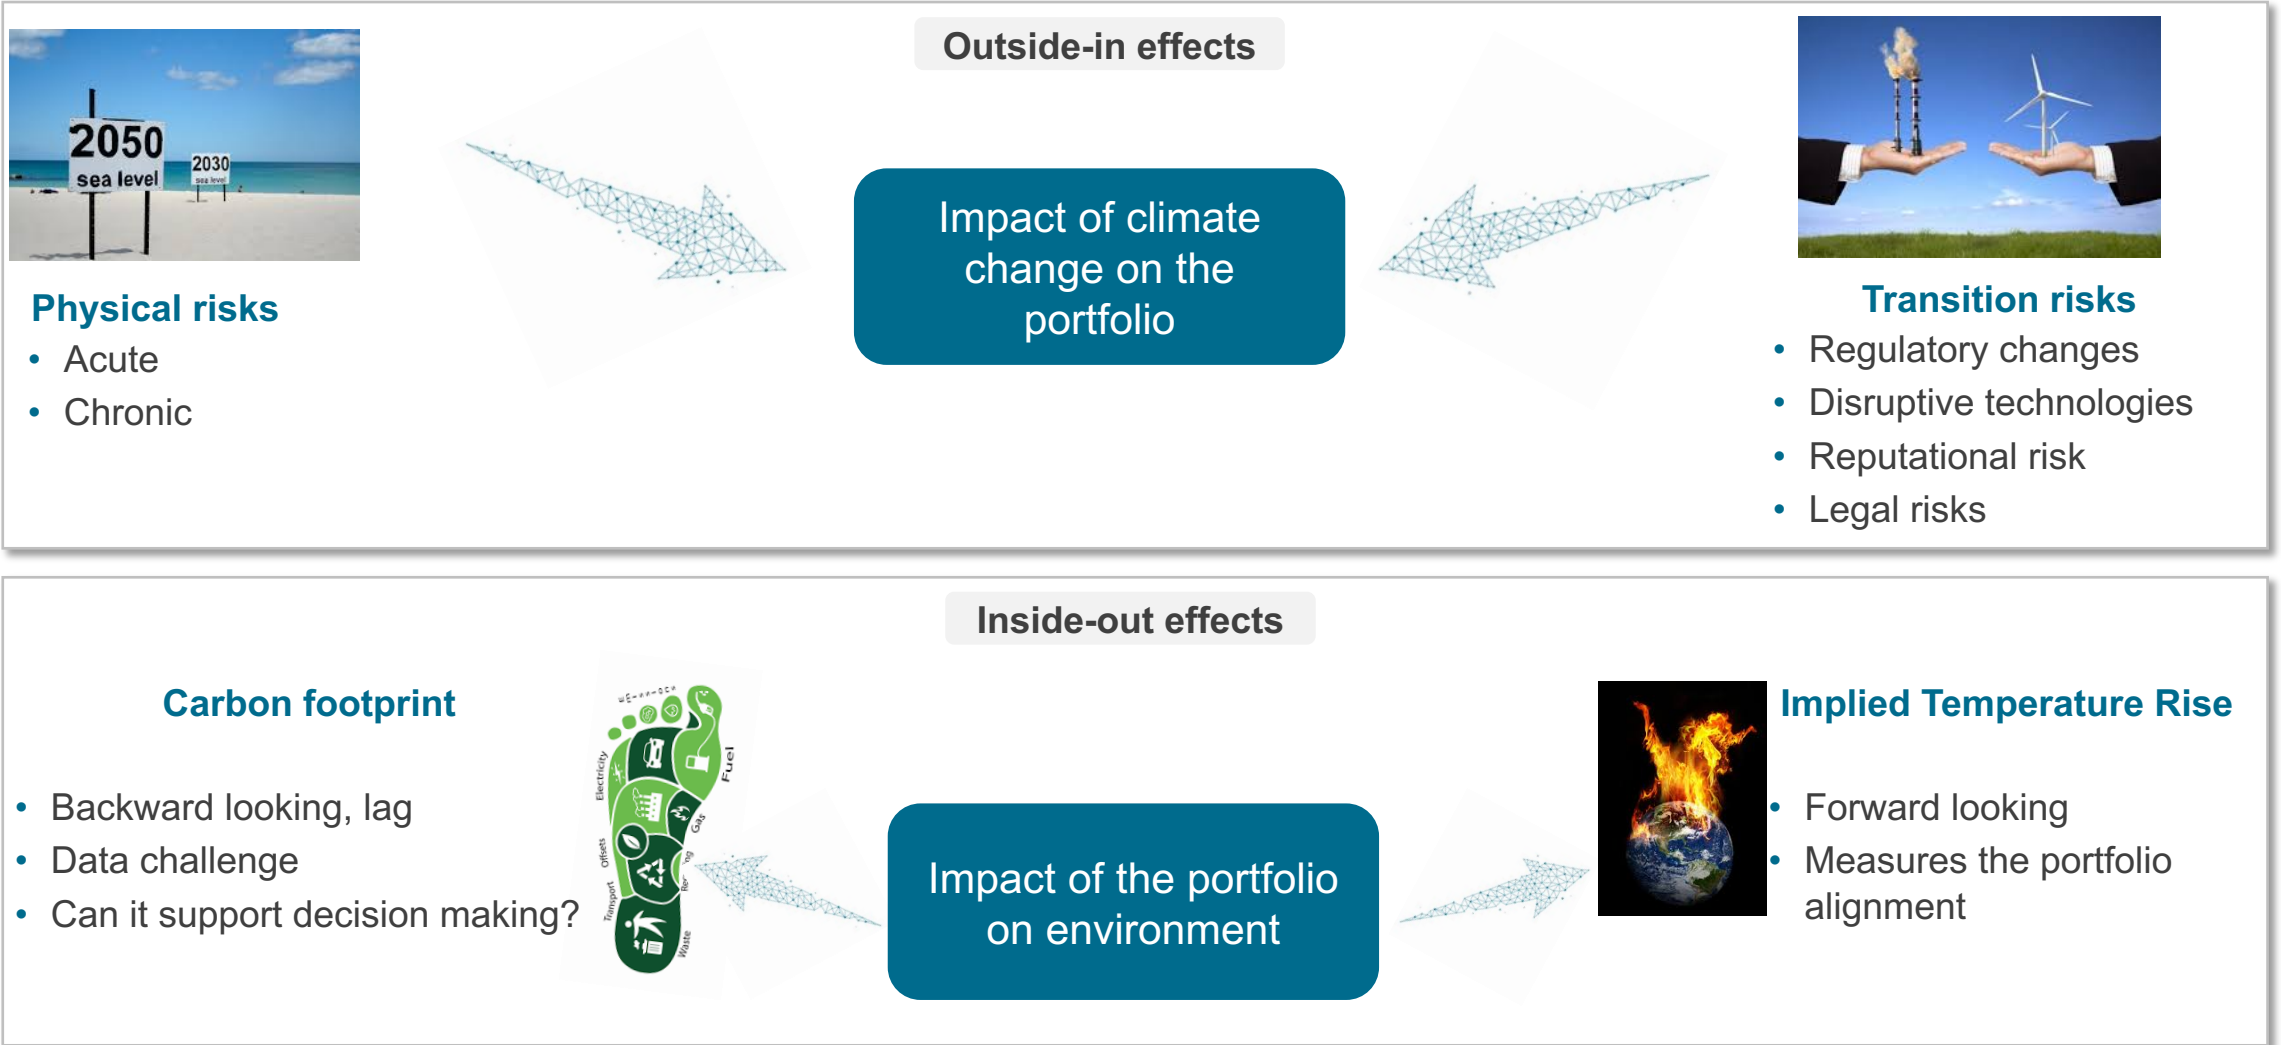 Outside-in effects
2050
sea level
2030
sea level
Impact of climate
change on the
portfolio
Physical risks
• Acute
• Chronic
Transition risks
• Regulatory changes
• Disruptive technologies
• Reputational risk
• Legal risks
Inside-out effects
Carbon footprint
• Backward looking, lag
• Data challenge
• Can it support decision making?
Electricity
Fuel
Gas
Offsets
Transport
Waste
Impact of the portfolio
on environment
Implied Temperature Rise
• Forward looking
• Measures the portfolio
alignment